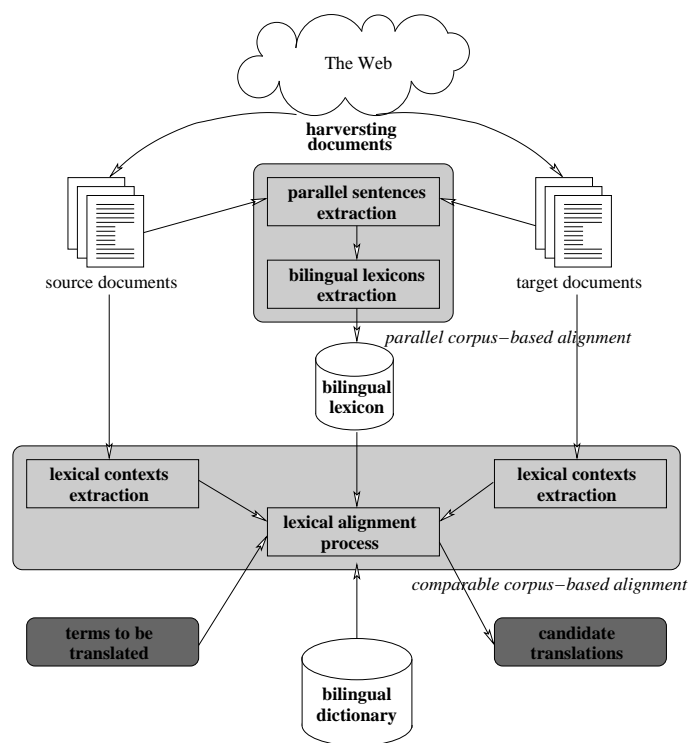 The Web
harversting
documents
parallel sentences
extraction
source documents
bilingual lexicons
extraction
target documents
parallel corpus−based alignment
bilingual
lexicon
lexical contexts
extraction
lexical contexts
extraction
lexical alignment
process
comparable corpus−based alignment
terms to be
translated
candidate
translations
bilingual
dictionary